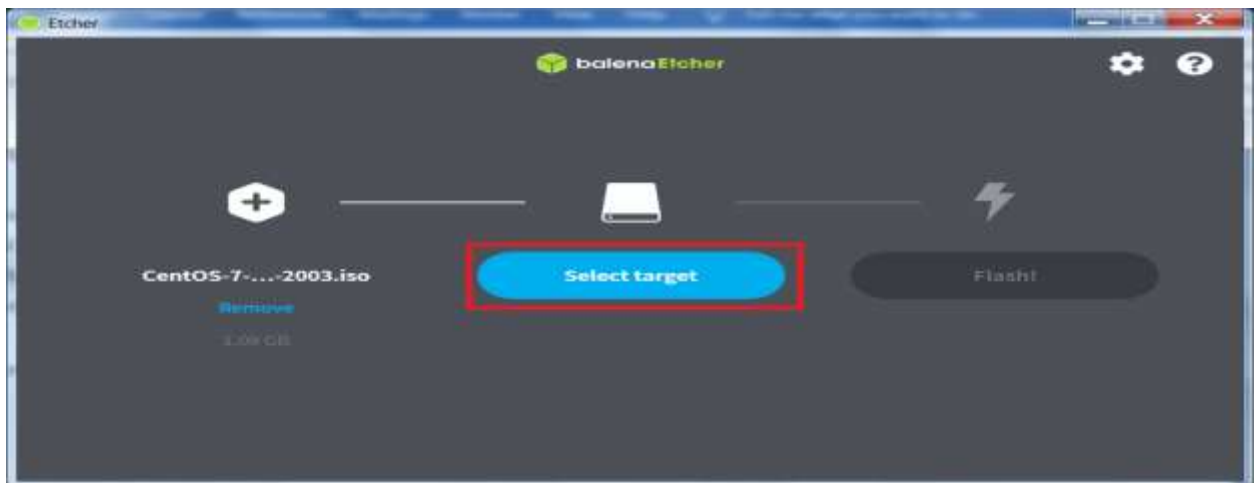 Etcher
balenaEtcher
CentOS-7-...-2003.iso
Select target
Flash!
Remove